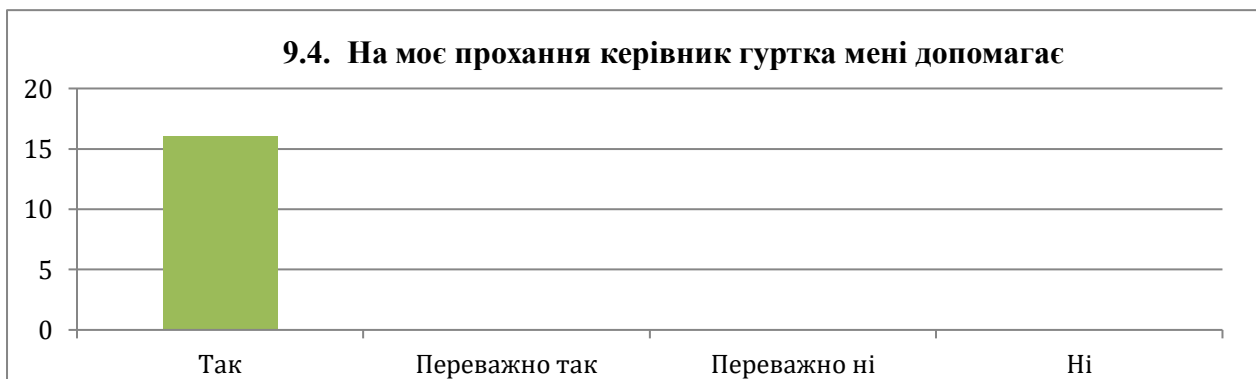 9.4. На моє прохання керівник гуртка мені допомагає
20
15
10
5
0
Так Переважно так Переважно ні Ні